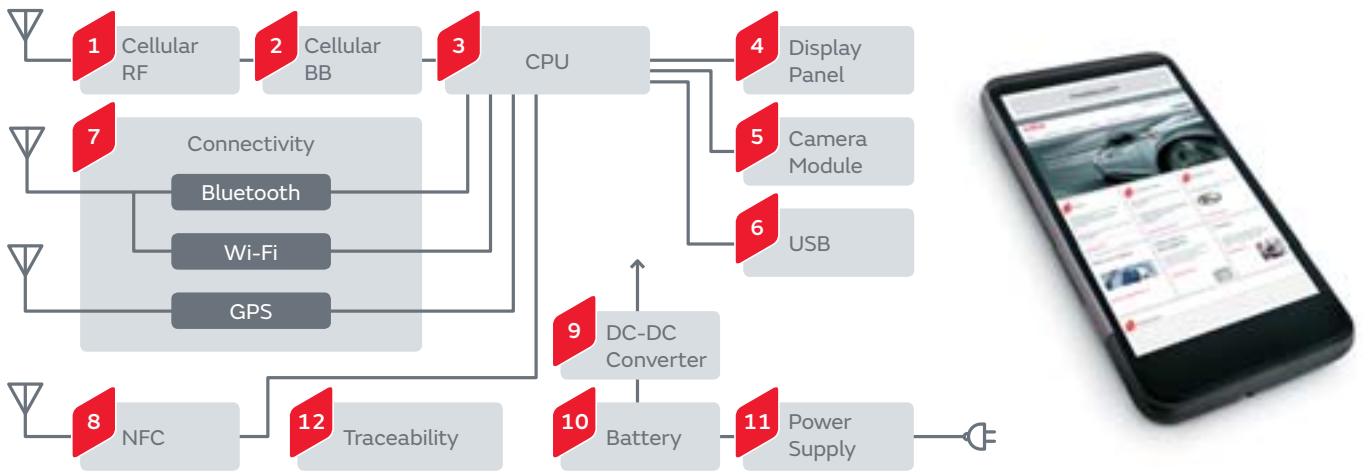 1
Cellular
RF
2
Cellular
BB
3
CPU
4
Display
Panel
7
Connectivity
Bluetooth
Wi-Fi
GPS
5
Camera
Module
6
USB
9
DC-DC
Converter
8
NFC
12
Traceability
10
Battery
11
Power
Supply